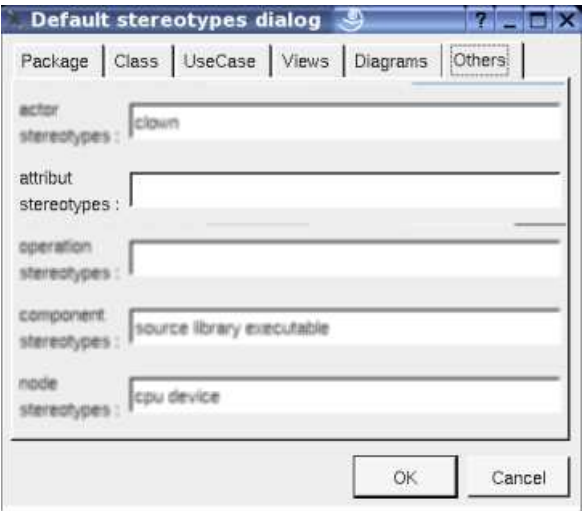 Default stereotypes dialog
Package Class UseCase Views Diagrams Others
actor
stereotypes :
clown
attribut
stereotypes :
operation
stereotypes :
component
stereotypes :
source library executable
node
stereotypes :
cpu device
OK Cancel